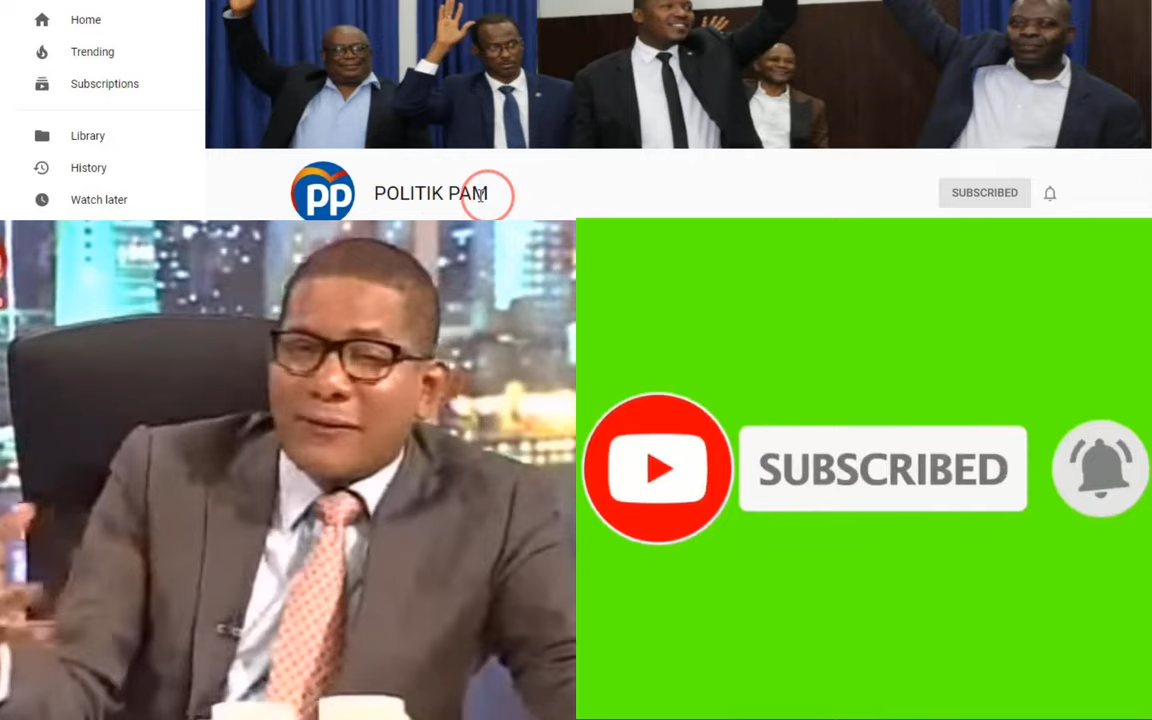 Home
Trending
Subscriptions
Library
History
Watch later
pp
POLITIK PAM
SUBSCRIBED
SUBSCRIBED